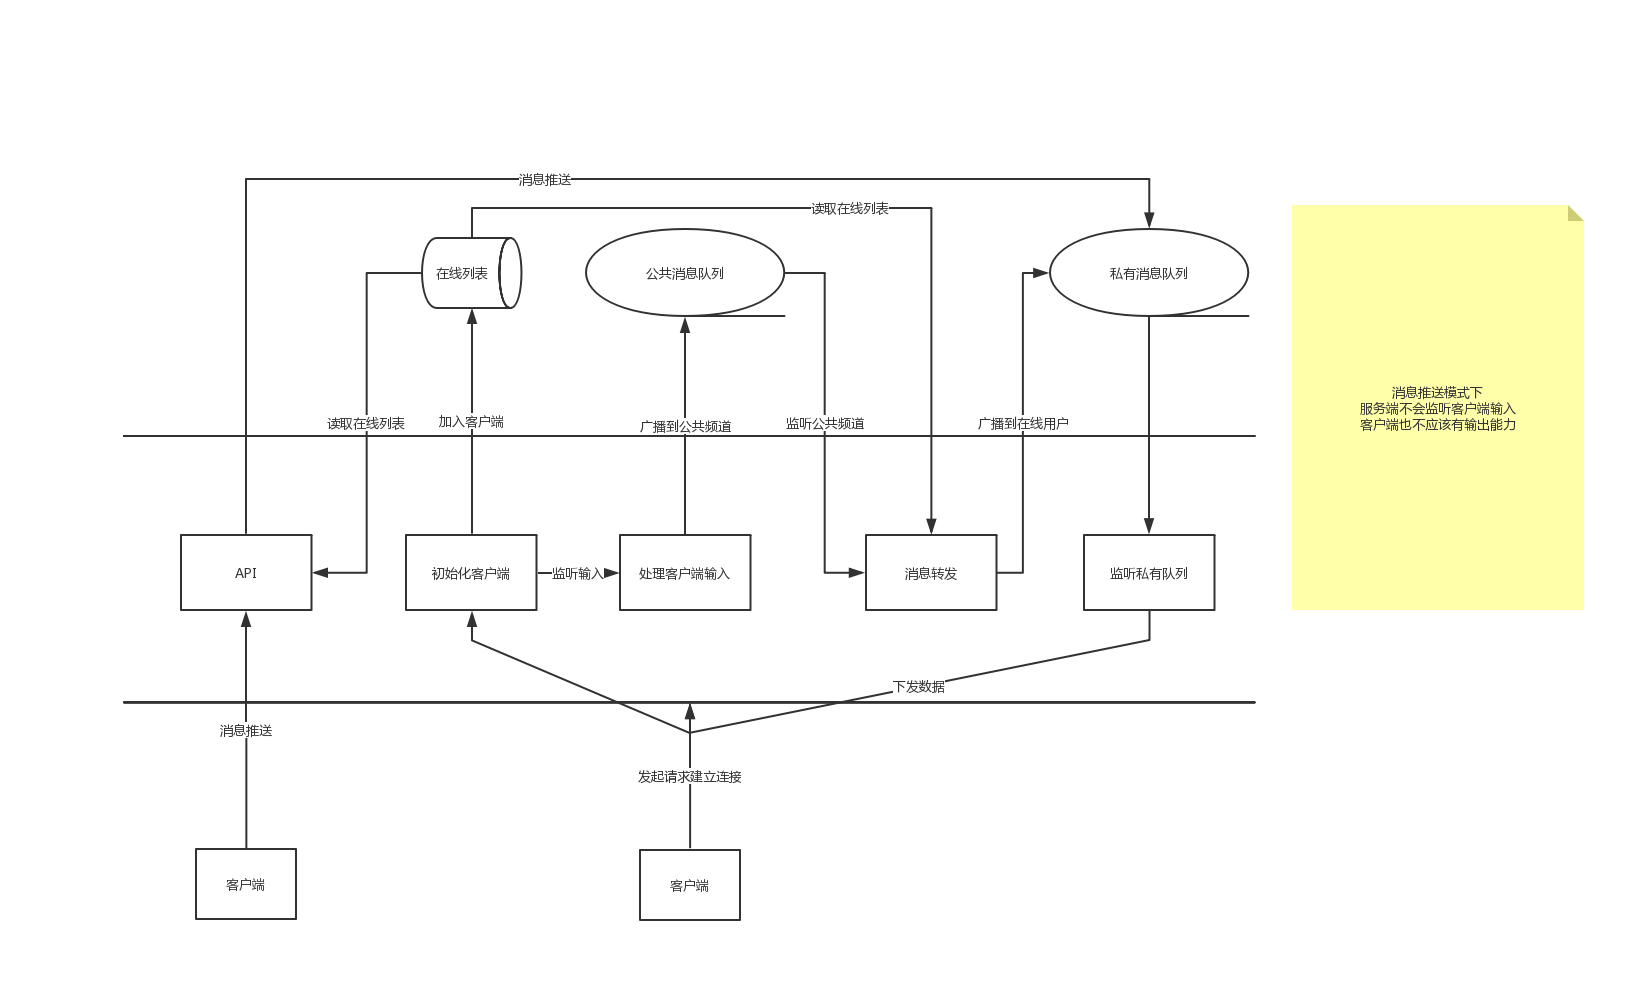 消息推送
读取在线列表
在线列表
公共消息队列
私有消息队列
消息推送模式下
服务端不会监听客户端输入
客户端也不应该有输出能力
读取在线列表
加入客户端
广播到公共频道
监听公共频道
广播到在线用户
API
初始化客户端
监听输入
处理客户端输入
消息转发
监听私有队列
下发数据
消息推送
发起请求建立连接
客户端
客户端